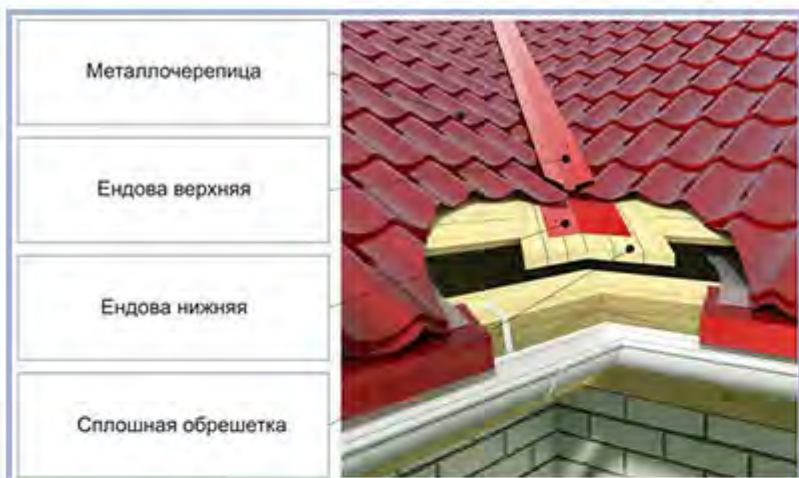 Металлочерепица
Ендова верхняя
Ендова нижняя
Сплошная обрешетка